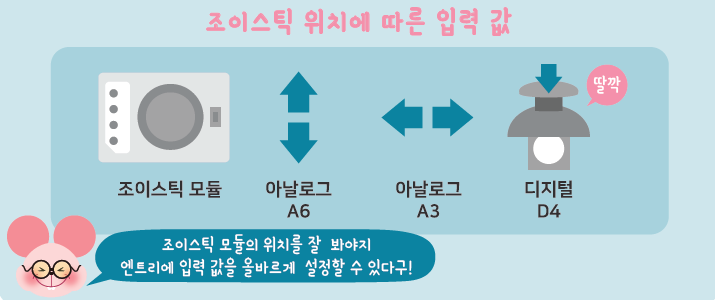 조이스틱 위치에 따른 입력 값
딸깍
조이스틱 모듈
아날로그
A6
아날로그
A3
디지털
D4
조이스틱 모듈의 위치를 잘 봐야지
엔트리에 입력 값을 올바르게 설정할 수 있다구!